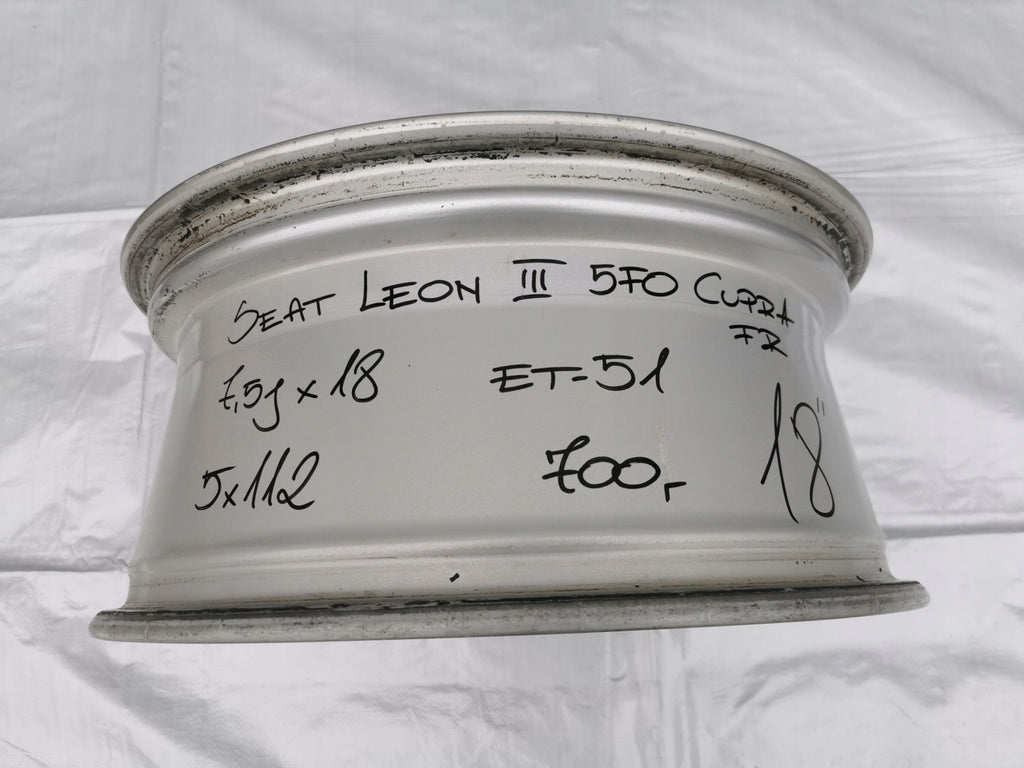 SEAT LEON III 5F0 CUPRA
FR
7,5J x 18 ET-51
5x112 700,-
18"